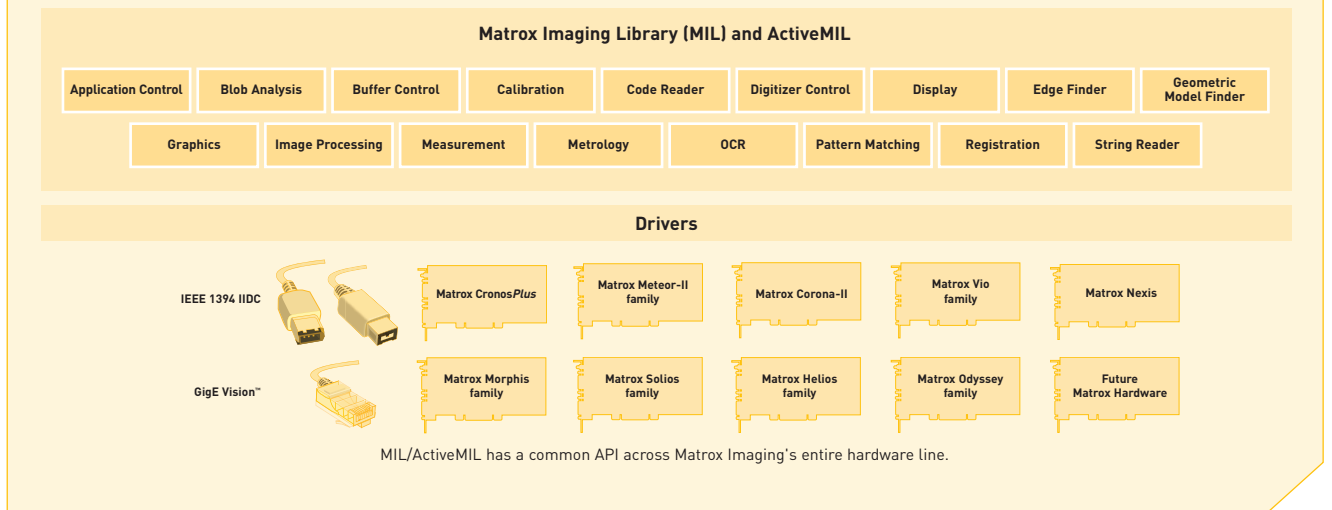 Matrox Imaging Library (MIL) and ActiveMIL
Application Control
Blob Analysis
Buffer Control
Calibration
Code Reader
Digitizer Control
Display
Edge Finder
Geometric
Model Finder
Graphics
Image Processing
Measurement
Metrology
OCR
Pattern Matching
Registration
String Reader
Drivers
IEEE 1394 IIDC
Matrox CronosPlus
Matrox Meteor-II
family
Matrox Corona-II
Matrox Vio
family
Matrox Nexis
GigE Vision™
Matrox Morphis
family
Matrox Solios
family
Matrox Helios
family
Matrox Odyssey
family
Future
Matrox Hardware
MIL/ActiveMIL has a common API across Matrox Imaging's entire hardware line.